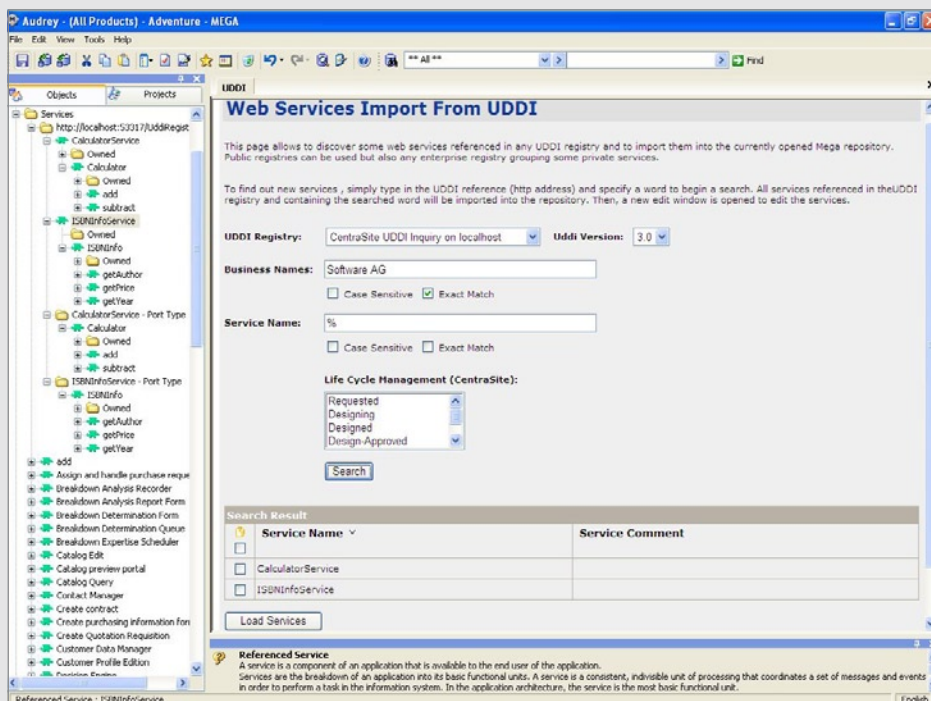 Audrey - (All Products) - Adventure - MEGA
File Edit View Tools Help
** All **
Find
Objects
Projects
Services
http://localhost:53317/UddiRegist
CalculatorService
Owned
Calculator
Owned
add
subtract
ISBNInfoService
Owned
ISBNInfo
Owned
getAuthor
getPrice
getYear
CalculatorService - Port Type
Calculator
Owned
add
subtract
ISBNInfoService - Port Type
ISBNInfo
Owned
getAuthor
getPrice
getYear
add
Assign and handle purchase reque
Breakdown Analysis Recorder
Breakdown Analysis Report Form
Breakdown Determination Form
Breakdown Determination Queue
Breakdown Expertise Scheduler
Catalog Edit
Catalog preview portal
Catalog Query
Contact Manager
Create contract
Create purchasing information fon
Create Quotation Requisition
Customer Data Manager
Customer Profile Edition
Decision Engine
UDDI
Web Services Import From UDDI
This page allows to discover some web services referenced in any UDDI registry and to import them into the currently opened Mega repository.
Public registries can be used but also any enterprise registry grouping some private services.
To find out new services , simply type in the UDDI reference (http address) and specify a word to begin a search. All services referenced in theUDDI
registry and containing the searched word will be imported into the repository. Then, a new edit window is opened to edit the services.
UDDI Registry: CentraSite UDDI Inquiry on localhost Uddi Version: 3.0
Business Names: Software AG
Case Sensitive Exact Match
Service Name: %
Case Sensitive Exact Match
Life Cycle Management (CentraSite):
Requested
Designing
Designed
Design-Approved
Search
Search Result
Service Name Service Comment
CalculatorService
ISBNInfoService
Load Services
Referenced Service
A service is a component of an application that is available to the end user of the application.
Services are the breakdown of an application into its basic functional units. A service is a consistent, indivisible unit of processing that coordinates a set of messages and events
in order to perform a task in the information system. In the application architecture, the service is the most basic functional unit.
Referenced Service : ISBNInfoService
English